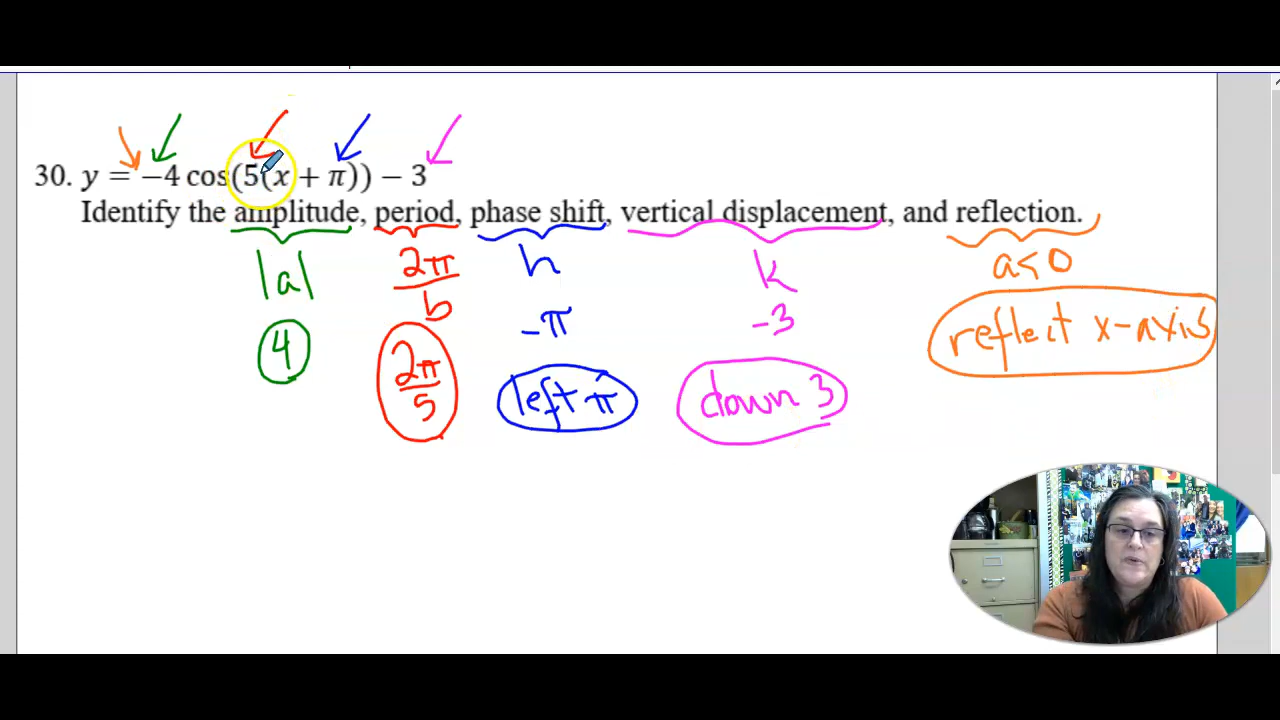 30. y = −4 cos(5(x + π)) − 3
Identify the amplitude, period, phase shift, vertical displacement, and reflection.
|a| 2π/b h k a<0
4 2π/5 -π -3 reflect x-axis
left π down 3